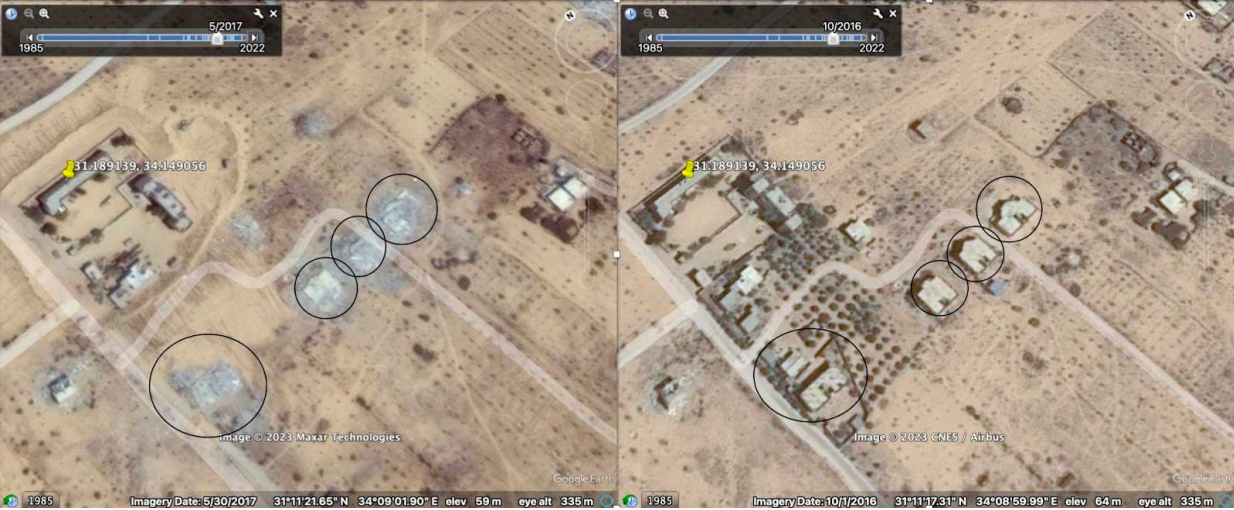 5/2017
1985
2022
N
31.189139, 34.149056
Image © 2023 Maxar Technologies
Google Earth
1985
Imagery Date: 5/30/2017 31°11'21.65" N 34°09'01.90" E elev 59 m eye alt 335 m
10/2016
1985
2022
N
31.189139, 34.149056
Image © 2023 CNES / Airbus
Google Earth
1985
Imagery Date: 10/1/2016 31°11'17.31" N 34°08'59.99" E elev 64 m eye alt 335 m